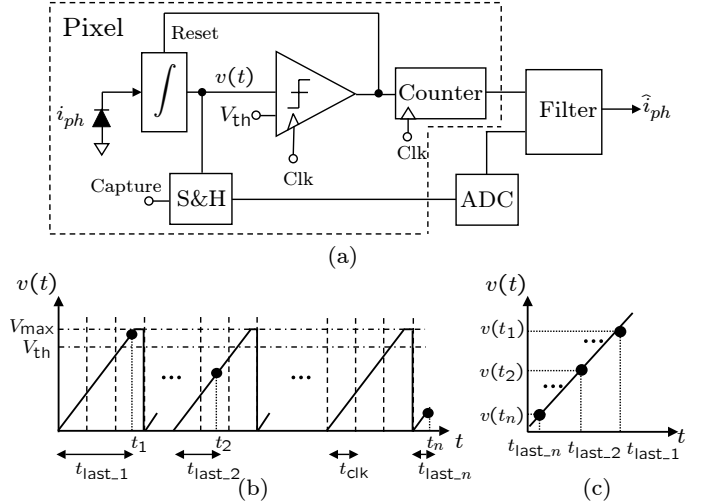 Pixel
Reset
∫
v(t)
i_ph
V_th
Clk
Counter
Clk
Filter
î_ph
Capture
S&H
ADC
(a)
v(t)
V_max
V_th
...
...
t_1
t_2
t_n
t
t_last_1
t_last_2
t_clk
t_last_n
(b)
v(t)
v(t_1)
v(t_2)
v(t_n)
...
...
t_last_n
t_last_2
t_last_1
t
(c)